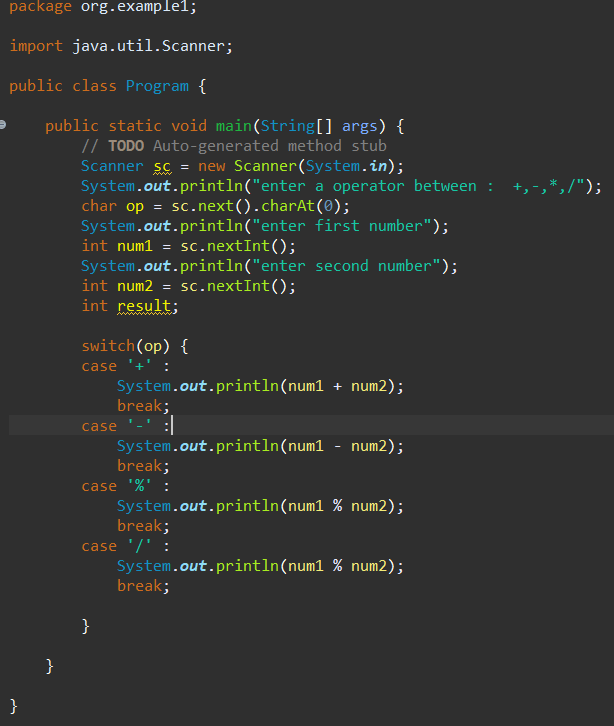 package org.example1;
import java.util.Scanner;
public class Program {
public static void main(String[] args) {
// TODO Auto-generated method stub
Scanner sc = new Scanner(System.in);
System.out.println("enter a operator between :  +,-,*,/");
char op = sc.next().charAt(0);
System.out.println("enter first number");
int num1 = sc.nextInt();
System.out.println("enter second number");
int num2 = sc.nextInt();
int result;
switch(op) {
case '+' :
System.out.println(num1 + num2);
break;
case '-' :
System.out.println(num1 - num2);
break;
case '%' :
System.out.println(num1 % num2);
break;
case '/' :
System.out.println(num1 % num2);
break;
}
}
}